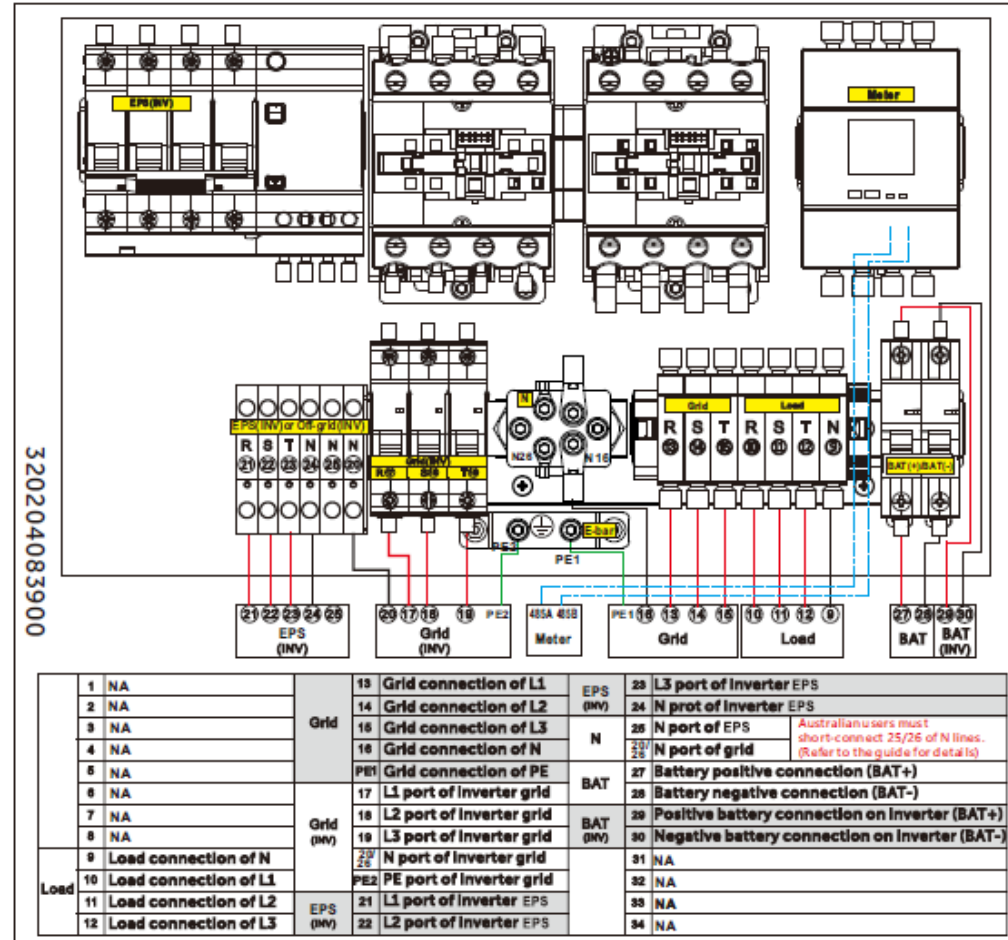 EPS(INV)
Meter
EPS(INV)or Off-grid(INV)
R S T N N N
21 22 23 24 25 20
Grid(INV)
R17 S18 T19
N
N26 N 16
Grid Load
R S T R S T N
13 14 15 10 11 12 9
BAT(+)/BAT(-)
E-bar
PE2
PE1
32020408 3900
21 22 23 24 25
EPS
(INV)
20 17 18 19 PE2
Grid
(INV)
485A 485B
Meter
PE1 16 13 14 15
Grid
10 11 12 9
Load
27 28 29 30
BAT BAT
(INV)
Load
1 NA
2 NA
3 NA
4 NA
5 NA
6 NA
7 NA
8 NA
9 Load connection of N
10 Load connection of L1
11 Load connection of L2
12 Load connection of L3
Grid
13 Grid connection of L1
14 Grid connection of L2
15 Grid connection of L3
16 Grid connection of N
PE1 Grid connection of PE
Grid
(INV)
17 L1 port of Inverter grid
18 L2 port of Inverter grid
19 L3 port of Inverter grid
20/26 N port of Inverter grid
PE2 PE port of Inverter grid
EPS
(INV)
21 L1 port of Inverter EPS
22 L2 port of Inverter EPS
EPS
(INV)
23 L3 port of Inverter EPS
24 N prot of Inverter EPS
N
25 N port of EPS
20/26 N port of grid
Australian users must
short-connect 25/26 of N lines.
(Refer to the guide for details)
BAT
27 Battery positive connection (BAT+)
28 Battery negative connection (BAT-)
BAT
(INV)
29 Positive battery connection on Inverter (BAT+)
30 Negative battery connection on Inverter (BAT-)
31 NA
32 NA
33 NA
34 NA